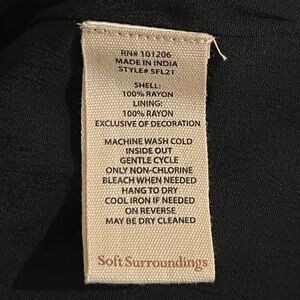 RN# 101206
MADE IN INDIA
STYLE# SFL21
SHELL:
100% RAYON
LINING:
100% RAYON
EXCLUSIVE OF DECORATION
MACHINE WASH COLD
INSIDE OUT
GENTLE CYCLE
ONLY NON-CHLORINE
BLEACH WHEN NEEDED
HANG TO DRY
COOL IRON IF NEEDED
ON REVERSE
MAY BE DRY CLEANED
Soft Surroundings